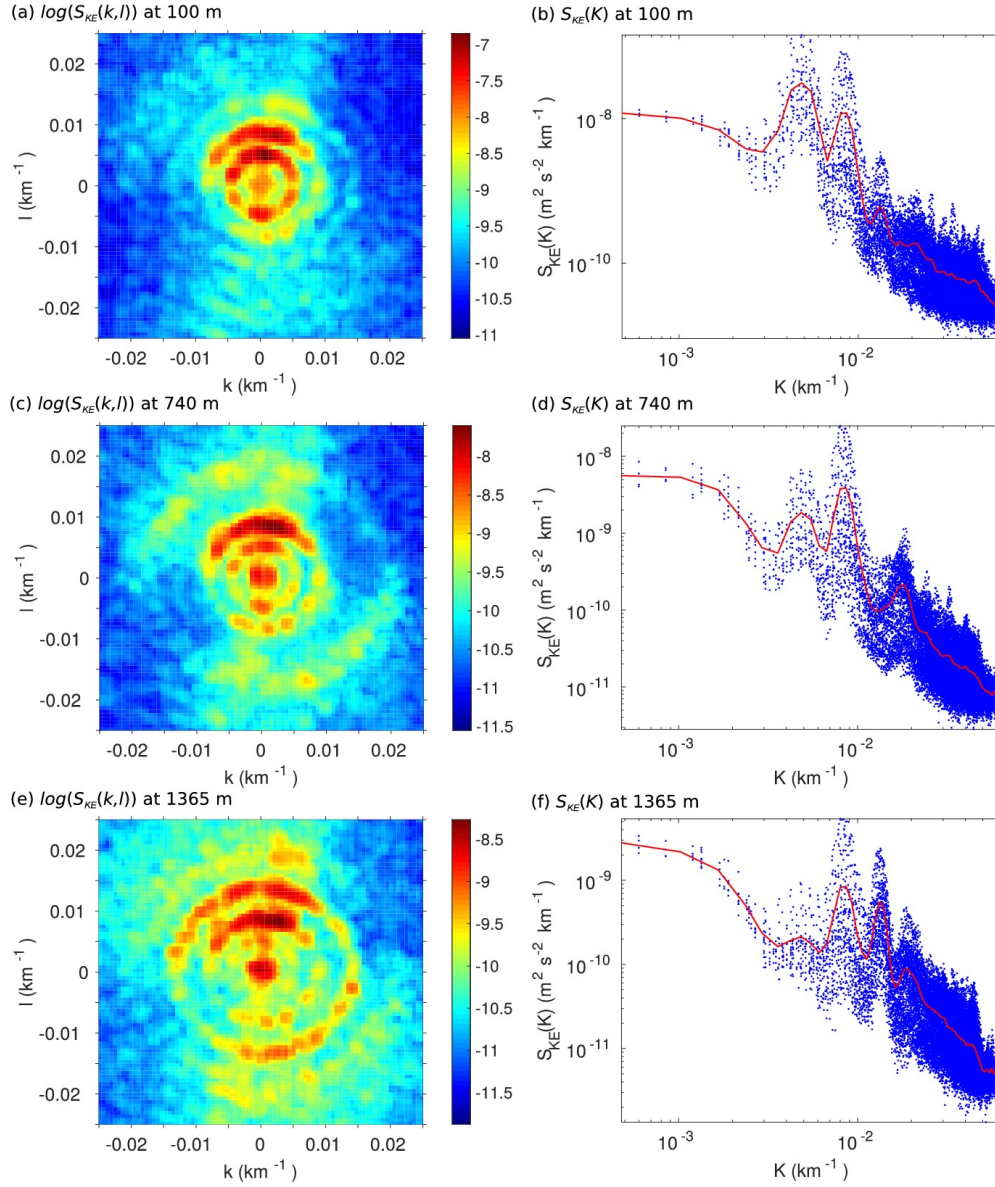 (a) log(S_KE(k,l)) at 100 m
(b) S_KE(K) at 100 m
0.02
0.01
0
-0.01
-0.02
l (km⁻¹)
-0.02 -0.01 0 0.01 0.02
k (km⁻¹)
-7
-7.5
-8
-8.5
-9
-9.5
-10
-10.5
-11
S_KE(K) (m² s⁻² km⁻¹)
10⁻⁸
10⁻¹⁰
10⁻³ 10⁻²
K (km⁻¹)
(c) log(S_KE(k,l)) at 740 m
(d) S_KE(K) at 740 m
0.02
0.01
0
-0.01
-0.02
l (km⁻¹)
-0.02 -0.01 0 0.01 0.02
k (km⁻¹)
-8
-8.5
-9
-9.5
-10
-10.5
-11
-11.5
S_KE(K) (m² s⁻² km⁻¹)
10⁻⁸
10⁻⁹
10⁻¹⁰
10⁻¹¹
10⁻³ 10⁻²
K (km⁻¹)
(e) log(S_KE(k,l)) at 1365 m
(f) S_KE(K) at 1365 m
0.02
0.01
0
-0.01
-0.02
l (km⁻¹)
-0.02 -0.01 0 0.01 0.02
k (km⁻¹)
-8.5
-9
-9.5
-10
-10.5
-11
-11.5
S_KE(K) (m² s⁻² km⁻¹)
10⁻⁹
10⁻¹⁰
10⁻¹¹
10⁻³ 10⁻²
K (km⁻¹)